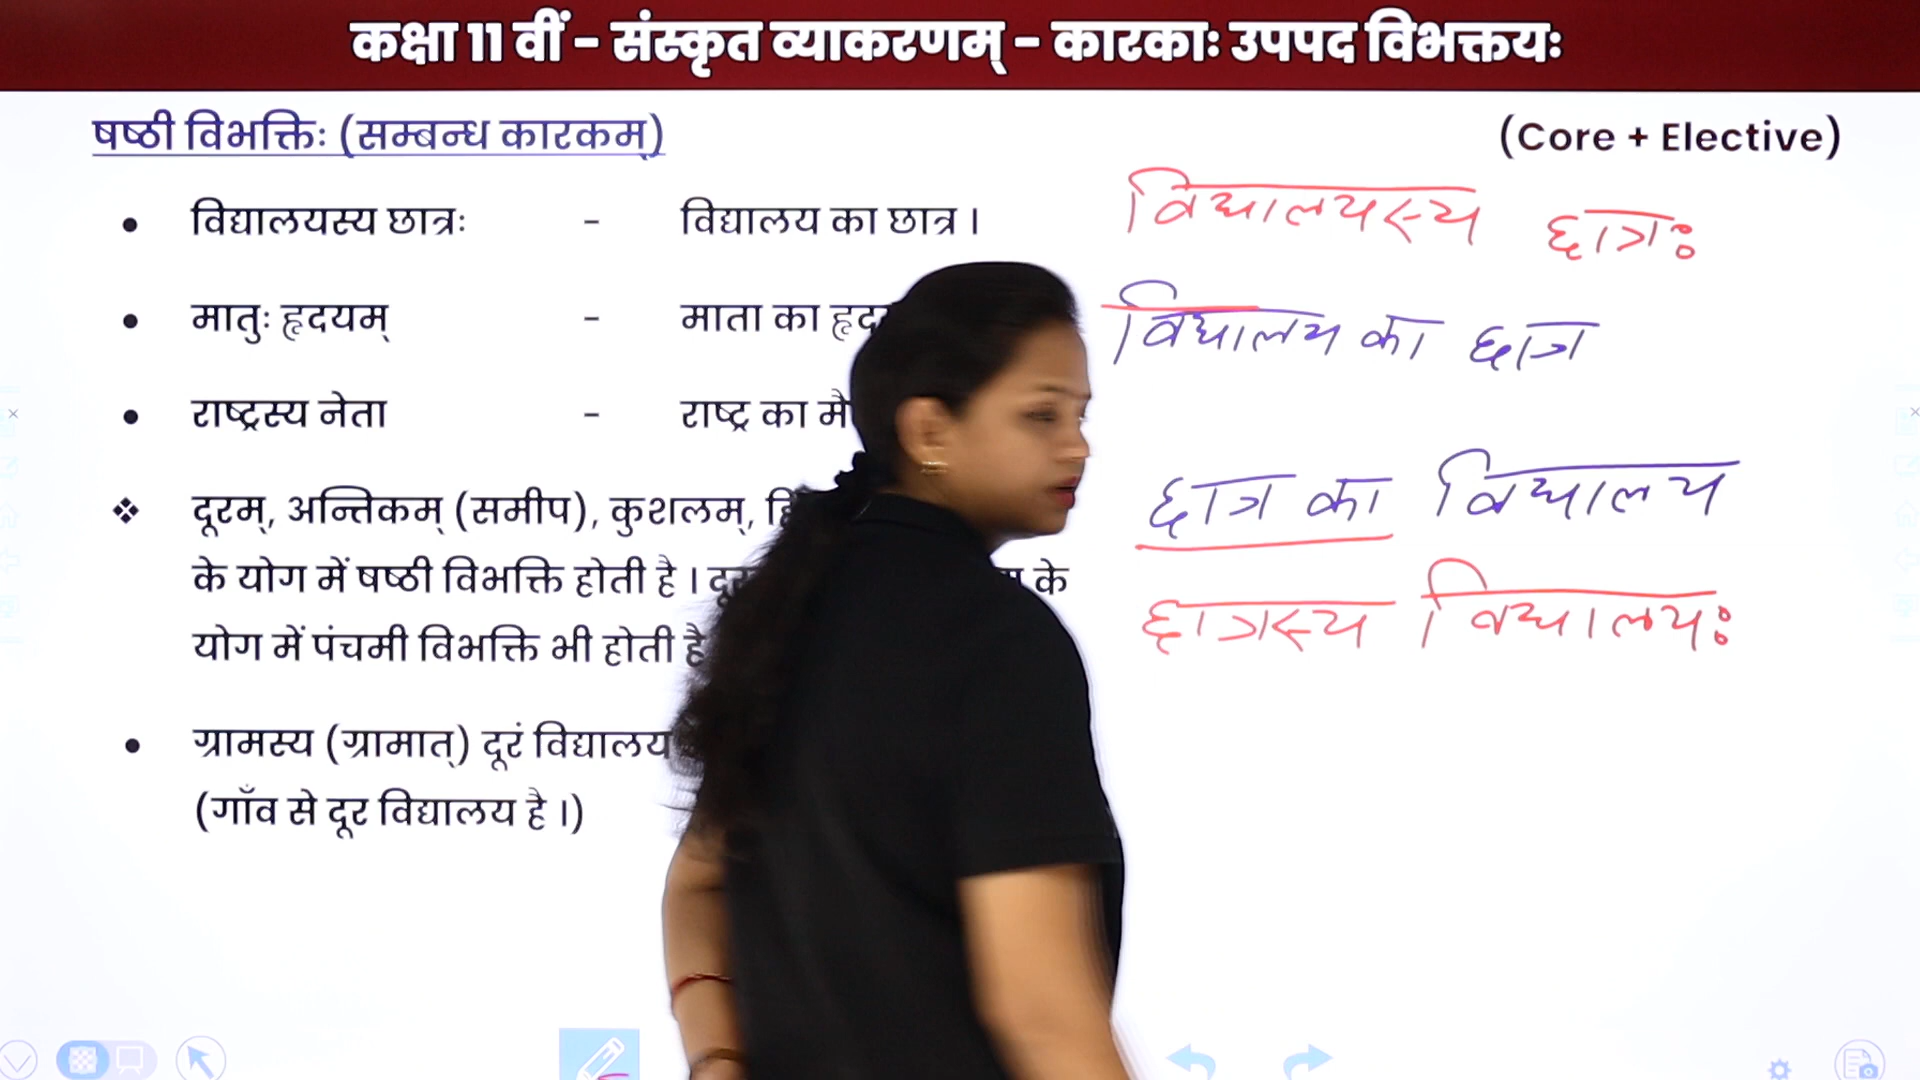 कक्षा 11 वीं - संस्कृत व्याकरणम् - कारकाः उपपद विभक्तयः
षष्ठी विभक्तिः (सम्बन्ध कारकम्)
(Core + Elective)
• विद्यालयस्य छात्रः - विद्यालय का छात्र ।
• मातुः हृदयम् - माता का
• राष्ट्रस्य नेता - राष्ट्र का
❖ दूरम्, अन्तिकम् (समीप), कुशलम्,
के योग में षष्ठी विभक्ति होती है । के
योग में पंचमी विभक्ति भी होती है
• ग्रामस्य (ग्रामात्) दूरं
(गाँव से दूर विद्यालय है ।)
विद्यालयस्य छात्रः
विद्यालय का छात्र
छात्र का विद्यालय
छात्रस्य विद्यालयः